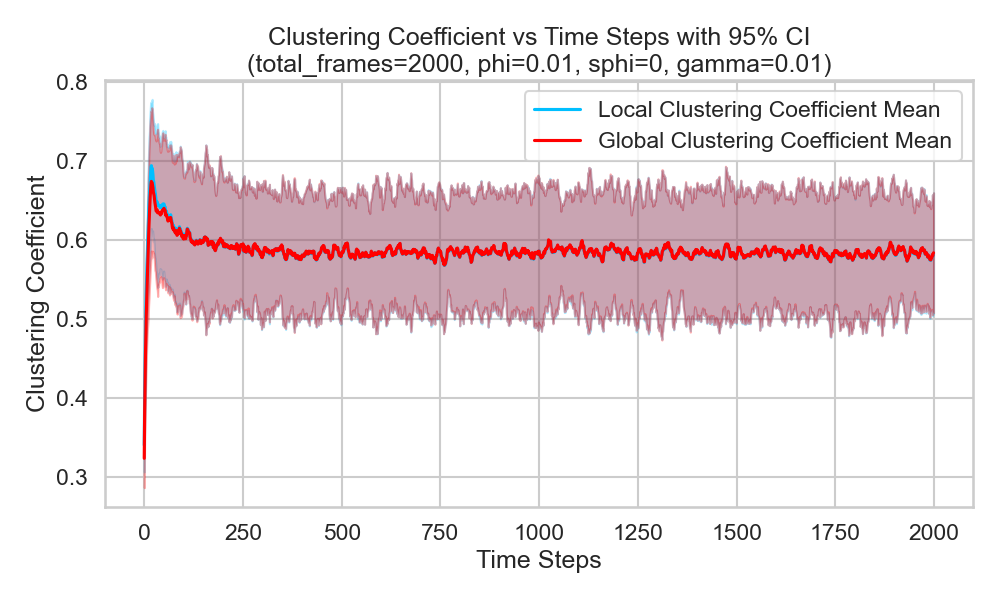 Clustering Coefficient vs Time Steps with 95% CI
(total_frames=2000, phi=0.01, sphi=0, gamma=0.01)
Local Clustering Coefficient Mean
Global Clustering Coefficient Mean
Clustering Coefficient
0.8
0.7
0.6
0.5
0.4
0.3
0 250 500 750 1000 1250 1500 1750 2000
Time Steps